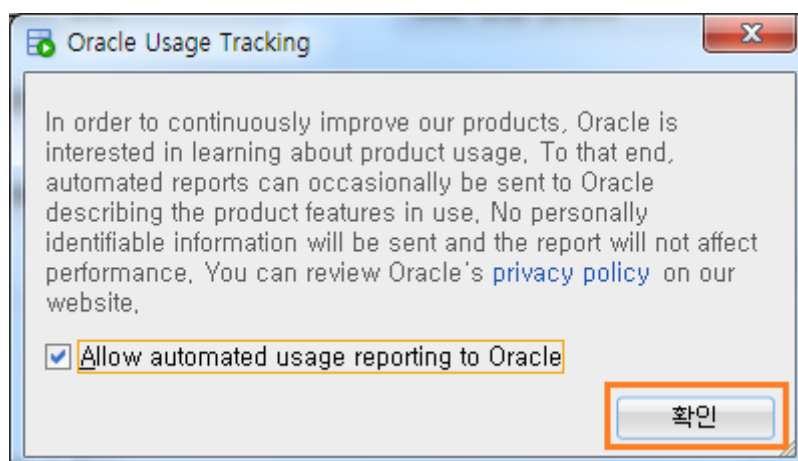 Oracle Usage Tracking
In order to continuously improve our products, Oracle is
interested in learning about product usage, To that end,
automated reports can occasionally be sent to Oracle
describing the product features in use, No personally
identifiable information will be sent and the report will not affect
performance, You can review Oracle's privacy policy on our
website,
Allow automated usage reporting to Oracle
확인